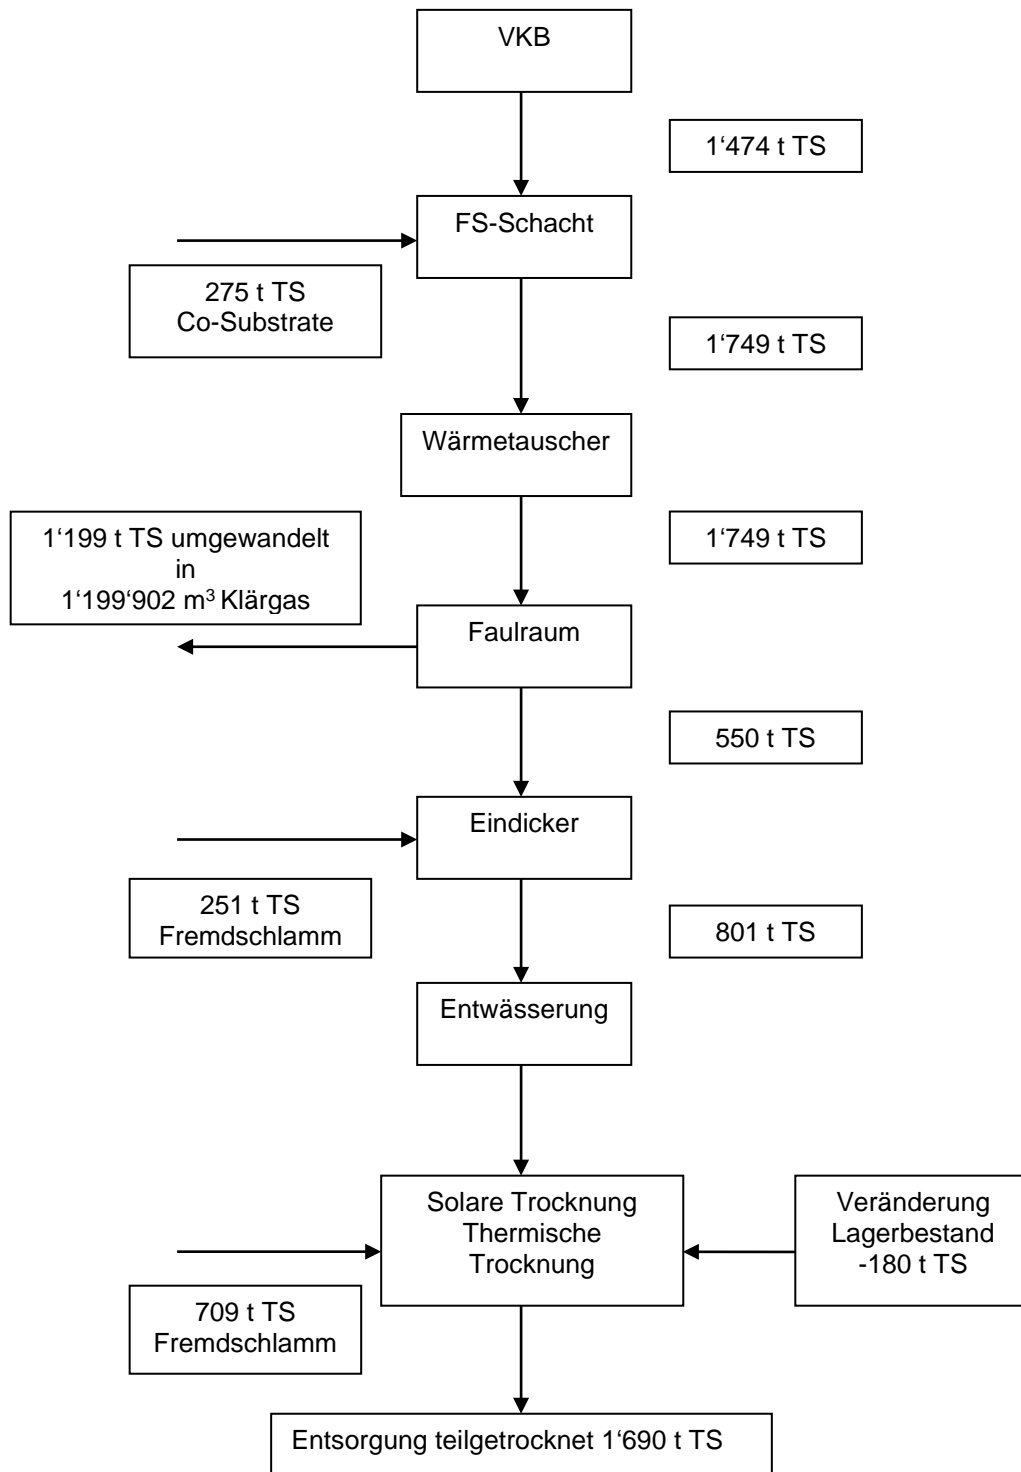 VKB
1‘474 t TS
FS-Schacht
275 t TS
Co-Substrate
1‘749 t TS
Wärmetauscher
1‘199 t TS umgewandelt
in
1‘199‘902 m³ Klärgas
1‘749 t TS
Faulraum
550 t TS
Eindicker
251 t TS
Fremdschlamm
801 t TS
Entwässerung
Solare Trocknung
Thermische
Trocknung
Veränderung
Lagerbestand
-180 t TS
709 t TS
Fremdschlamm
Entsorgung teilgetrocknet 1‘690 t TS